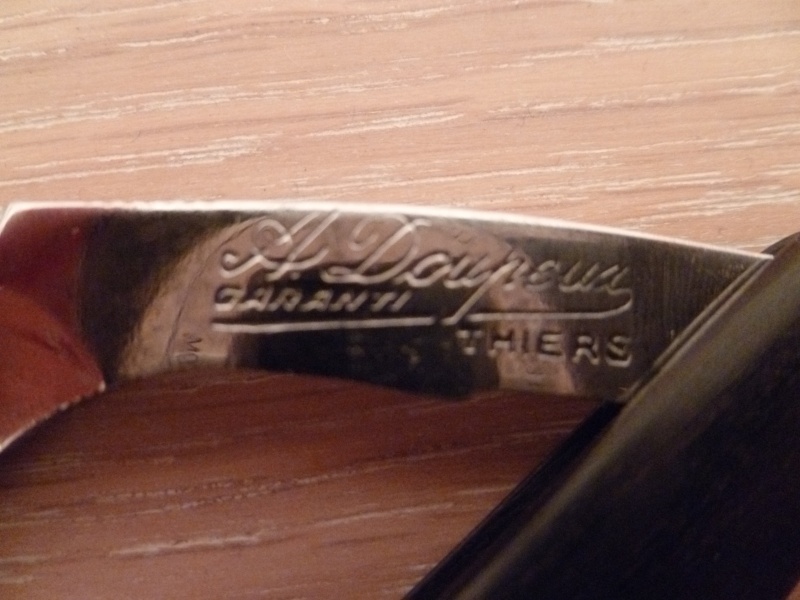 A. Doupeux
GARANTI
THIERS